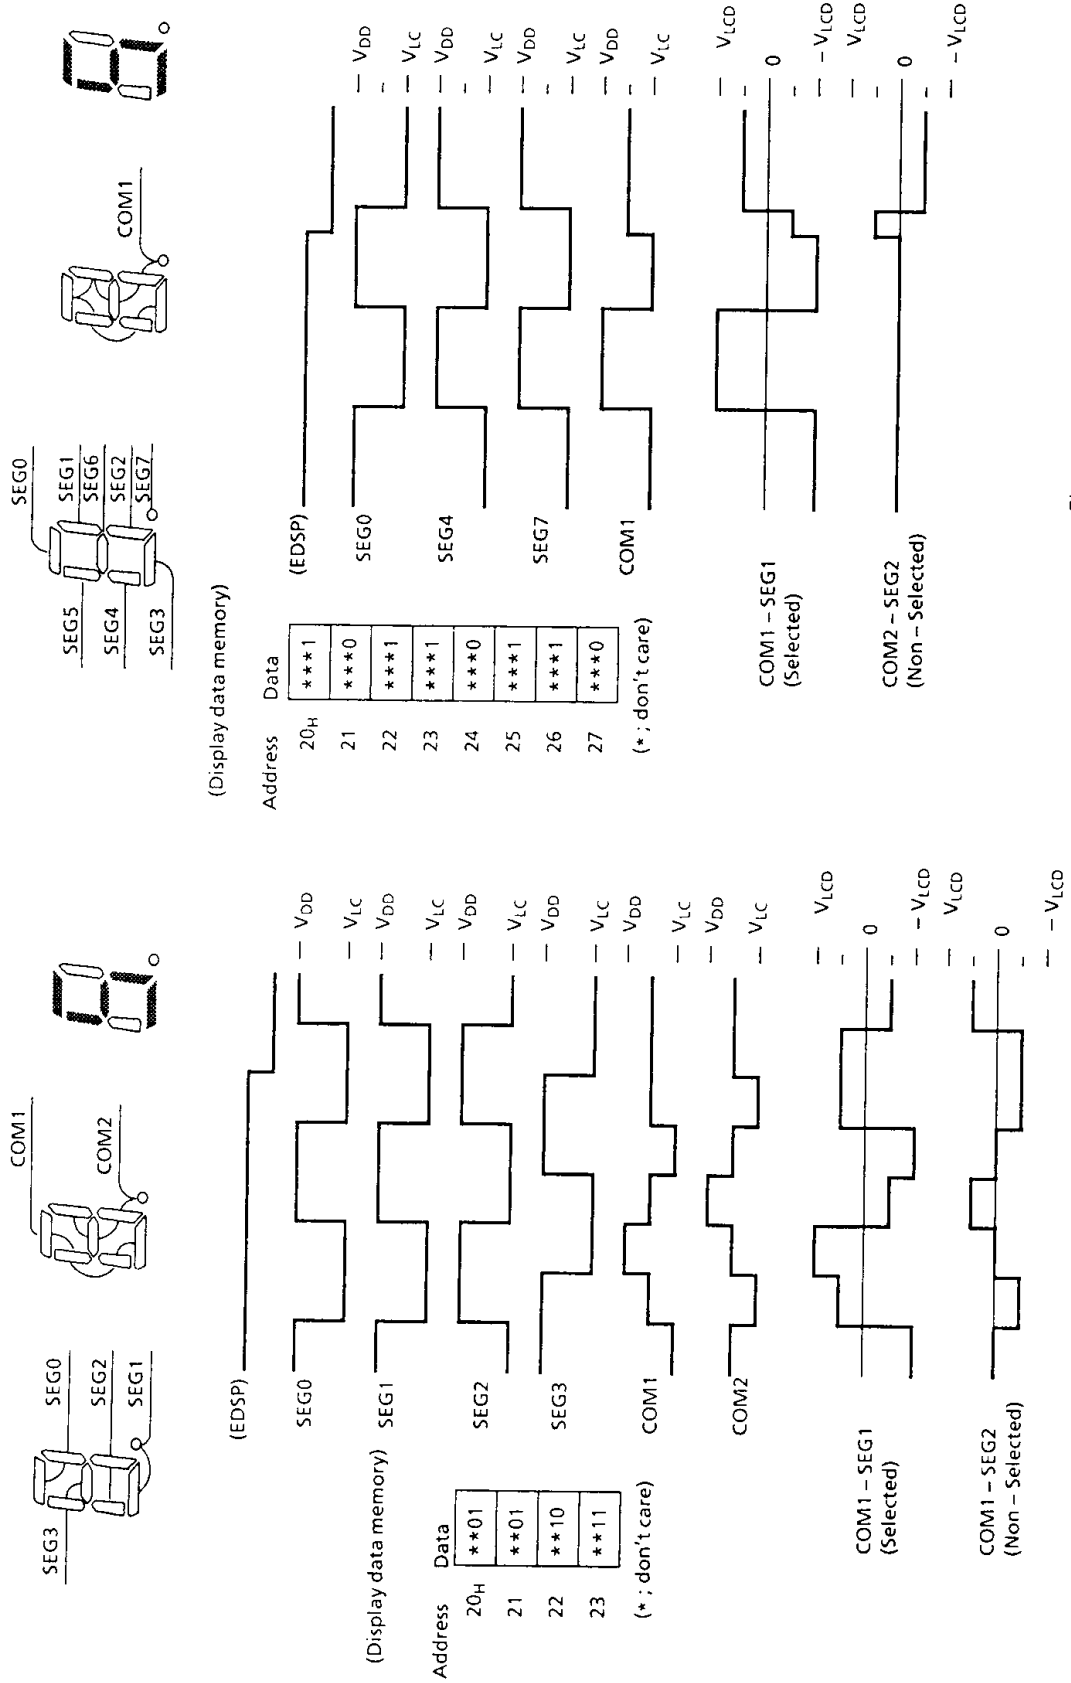 COM1
SEG3
SEG0
SEG2
SEG1
COM2
(EDSP)
SEG0
SEG1
SEG2
SEG3
COM1
COM2
VDD
VLC
VDD
VLC
VDD
VLC
VDD
VLC
VDD
VLC
VDD
VLC
(Display data memory)
Address Data
20H **01
21 **01
22 **10
23 **11
(* ; don't care)
COM1 – SEG1
(Selected)
VLCD
0
– VLCD
COM1 – SEG2
(Non – Selected)
VLCD
0
– VLCD
SEG0
SEG5
SEG4
SEG3
SEG1
SEG6
SEG2
SEG7
COM1
(Display data memory)
Address Data
20H ***1
21 ***0
22 ***1
23 ***1
24 ***0
25 ***1
26 ***1
27 ***0
(* ; don't care)
(EDSP)
SEG0
SEG4
SEG7
COM1
VDD
VLC
VDD
VLC
VDD
VLC
VDD
VLC
COM1 – SEG1
(Selected)
VLCD
0
– VLCD
COM2 – SEG2
(Non – Selected)
VLCD
0
– VLCD